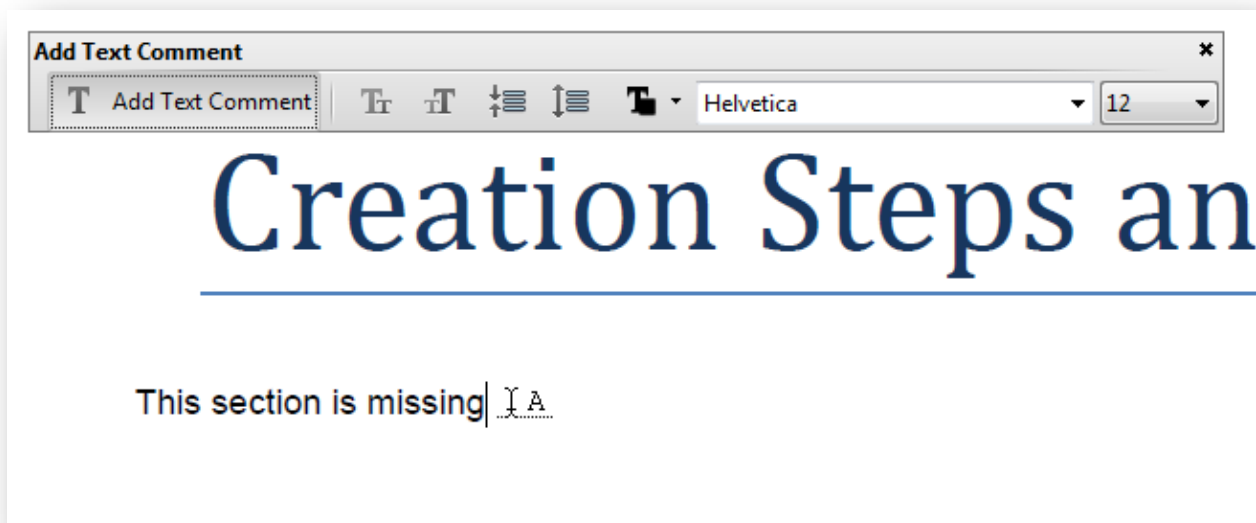 Add Text Comment
Add Text Comment Helvetica 12
Creation Steps an
This section is missing